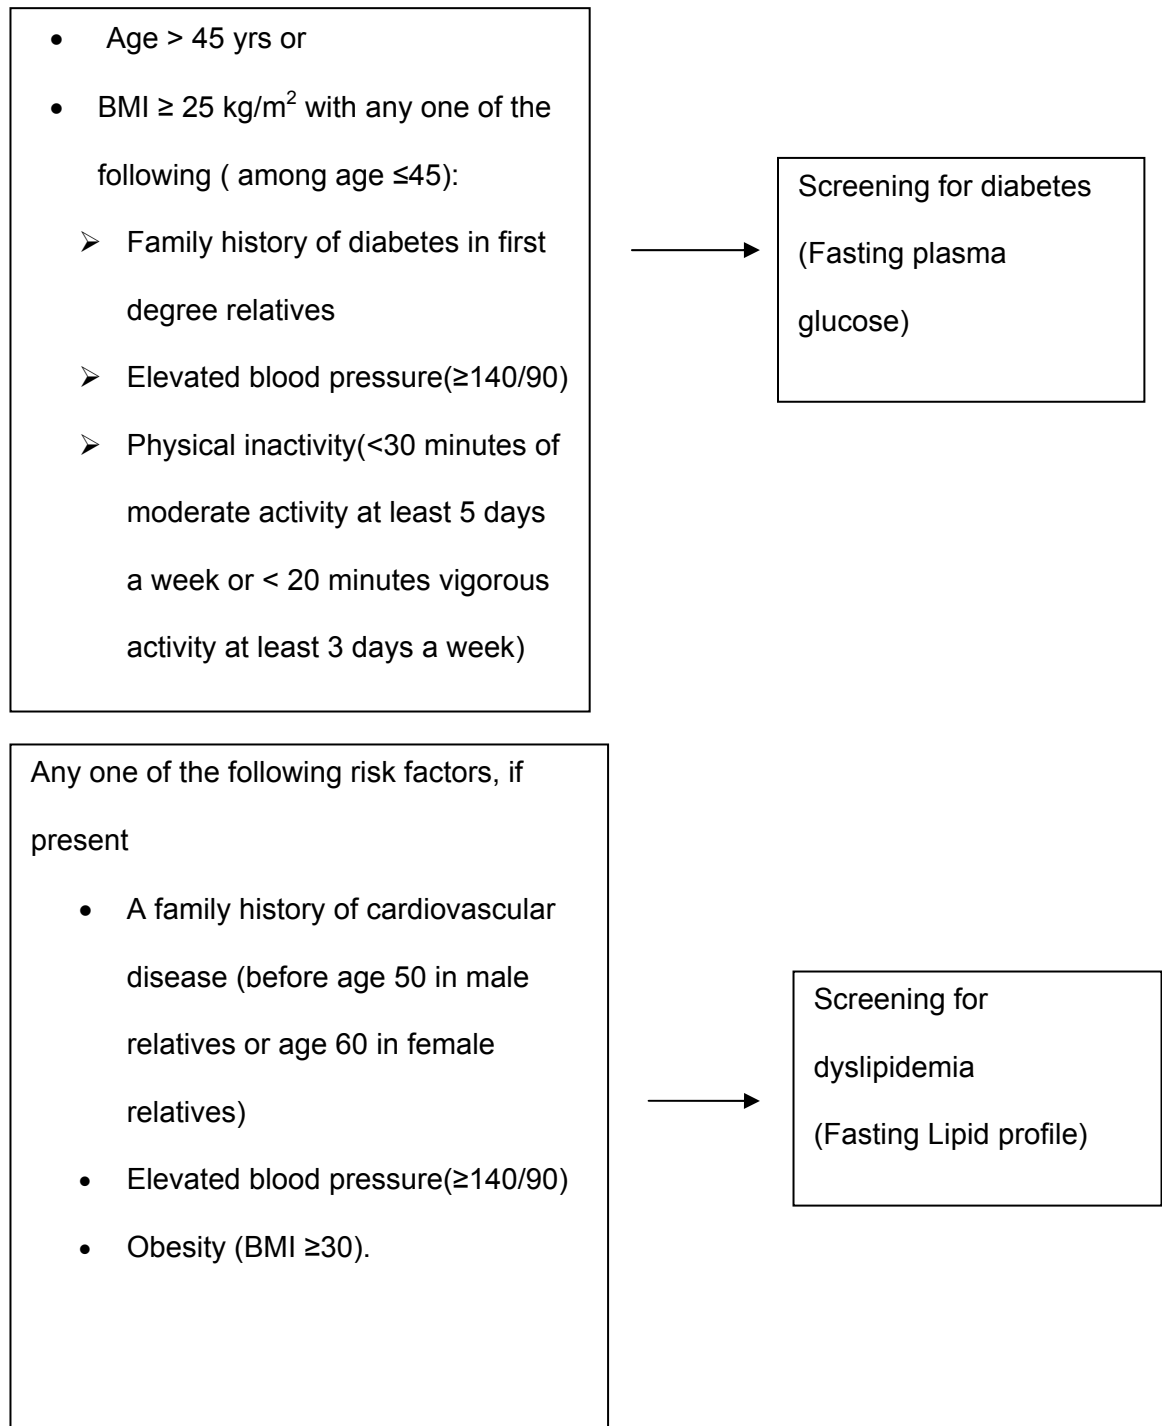 • Age > 45 yrs or
• BMI ≥ 25 kg/m² with any one of the
following ( among age ≤45):
➢ Family history of diabetes in first
degree relatives
➢ Elevated blood pressure(≥140/90)
➢ Physical inactivity(<30 minutes of
moderate activity at least 5 days
a week or < 20 minutes vigorous
activity at least 3 days a week)
Screening for diabetes
(Fasting plasma
glucose)
Any one of the following risk factors, if
present
• A family history of cardiovascular
disease (before age 50 in male
relatives or age 60 in female
relatives)
• Elevated blood pressure(≥140/90)
• Obesity (BMI ≥30).
Screening for
dyslipidemia
(Fasting Lipid profile)